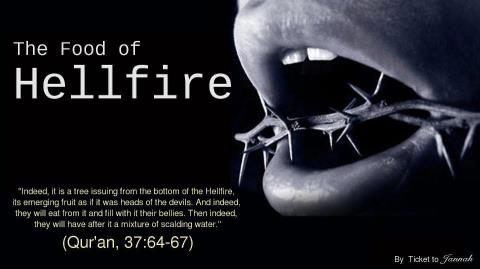 The Food of
Hellfire
"Indeed, it is a tree issuing from the bottom of the Hellfire,
its emerging fruit as if it was heads of the devils. And indeed,
they will eat from it and fill with it their bellies. Then indeed,
they will have after it a mixture of scalding water."
(Qur'an, 37:64-67)
By Ticket to Jannah